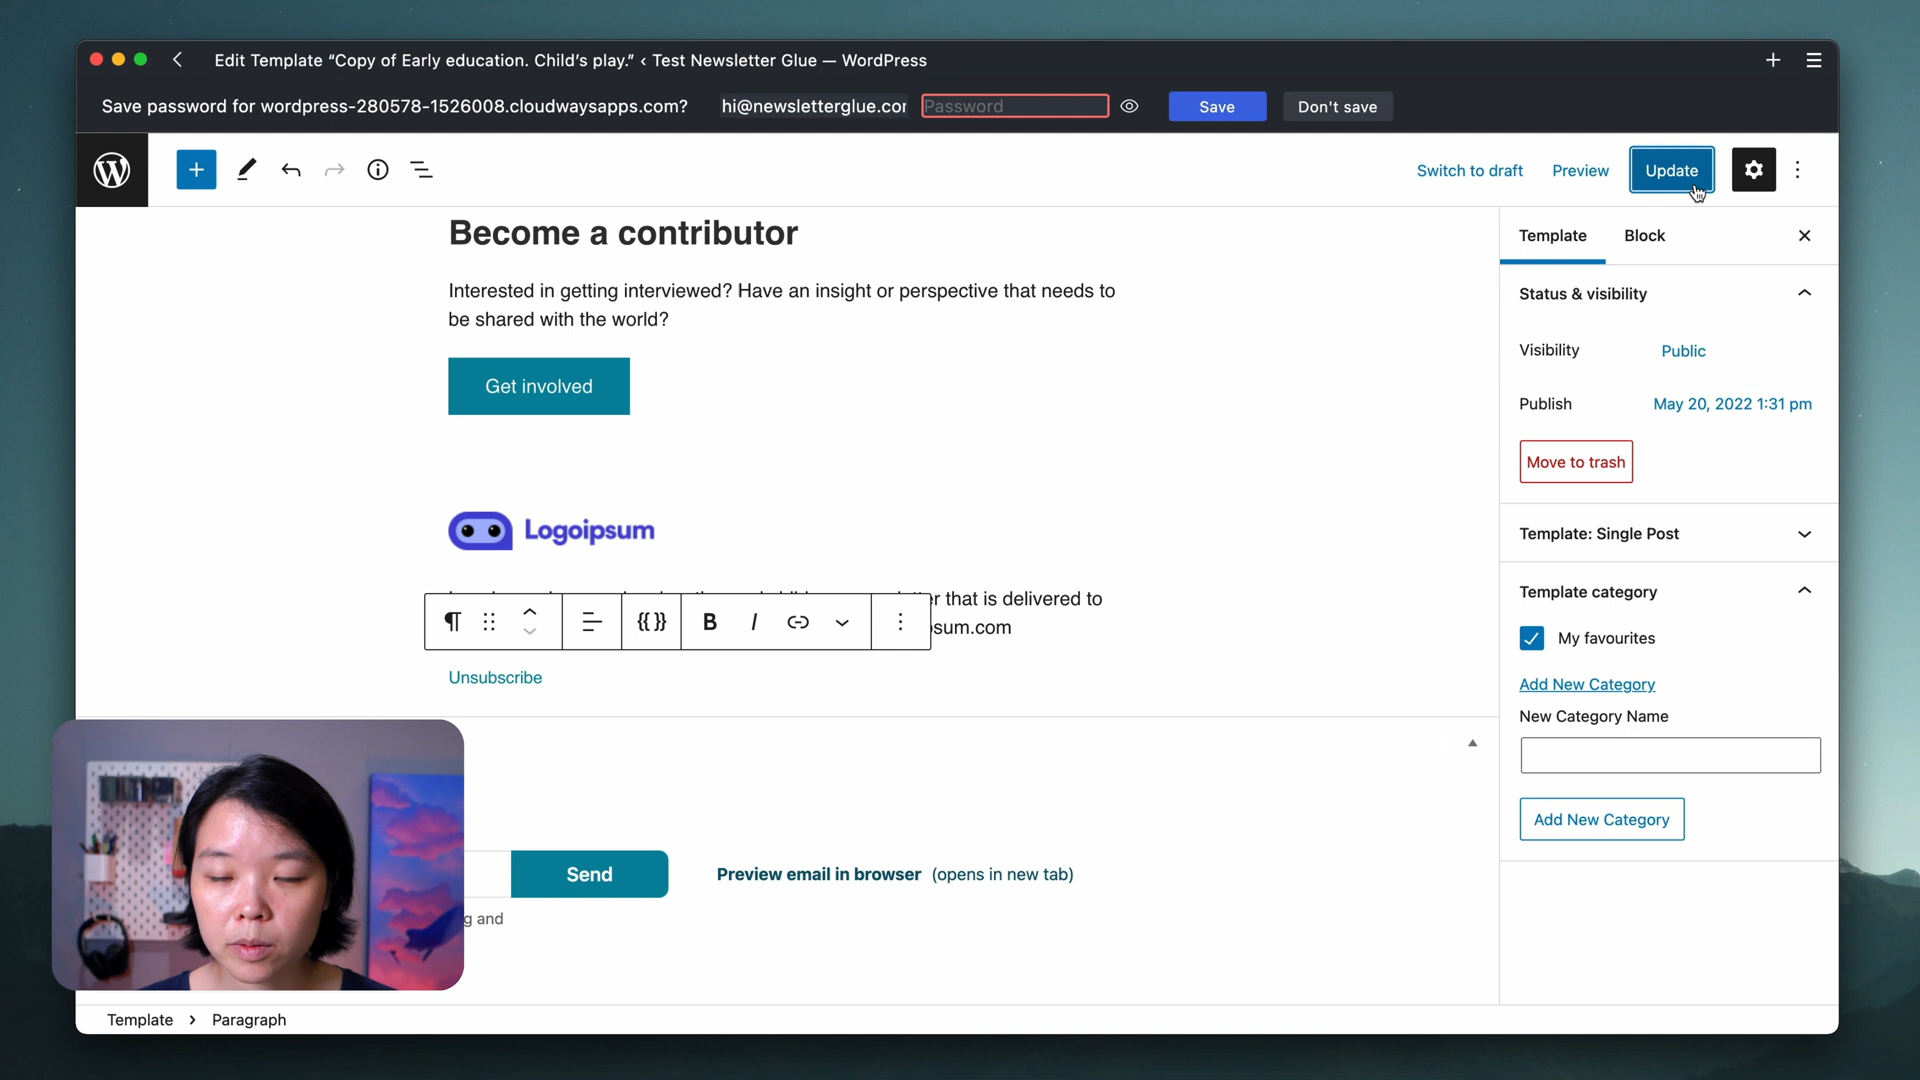 Edit Template “Copy of Early education. Child’s play.” ‹ Test Newsletter Glue — WordPress
Save password for wordpress-280578-1526008.cloudwaysapps.com?
hi@newsletterglue.cor
Password
Save
Don't save
Switch to draft
Preview
Update
Become a contributor
Interested in getting interviewed? Have an insight or perspective that needs to
be shared with the world?
Get involved
Logoipsum
that is delivered to
sum.com
B I
Unsubscribe
Send
Preview email in browser (opens in new tab)
g and
Template
Block
Status & visibility
Visibility
Public
Publish
May 20, 2022 1:31 pm
Move to trash
Template: Single Post
Template category
My favourites
Add New Category
New Category Name
Add New Category
Template › Paragraph